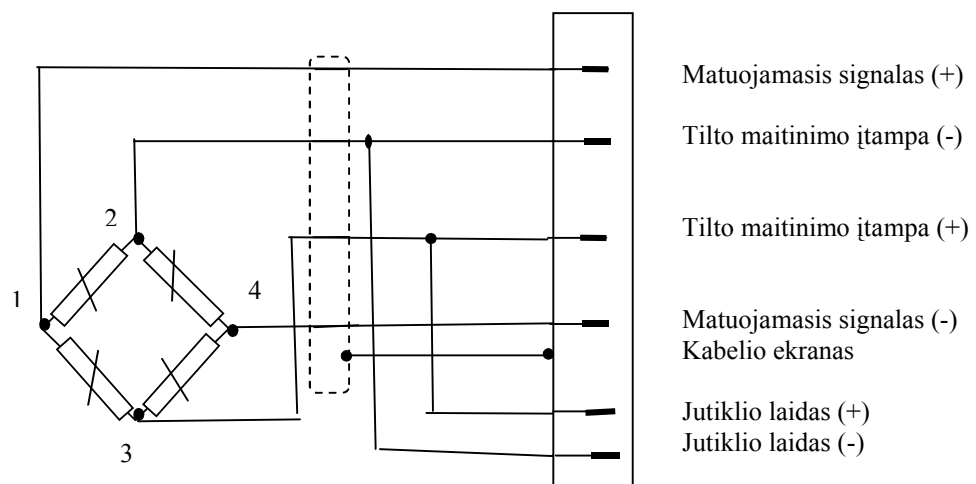 Matuojamasis signalas (+)
Tilto maitinimo įtampa (-)
2
Tilto maitinimo įtampa (+)
1
4
Matuojamasis signalas (-)
Kabelio ekranas
Jutiklio laidas (+)
Jutiklio laidas (-)
3